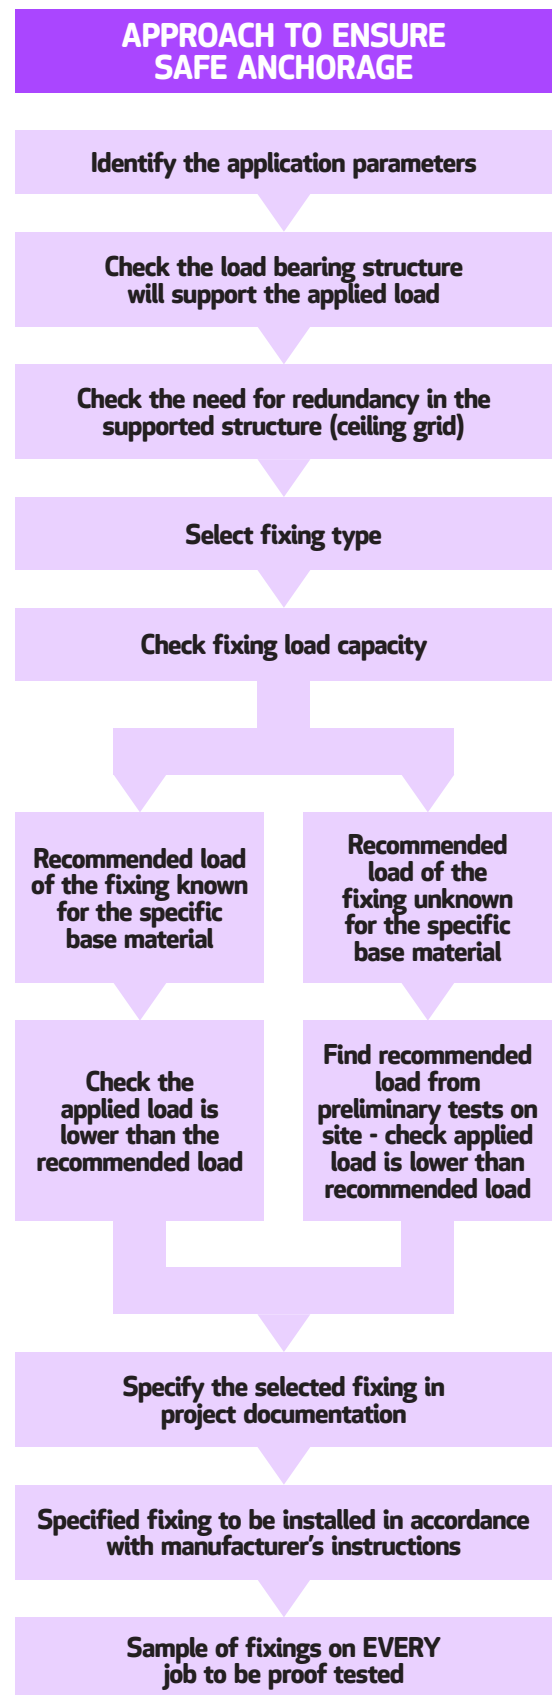 APPROACH TO ENSURE
SAFE ANCHORAGE
Identify the application parameters
Check the load bearing structure
will support the applied load
Check the need for redundancy in the
supported structure (ceiling grid)
Select fixing type
Check fixing load capacity
Recommended load
of the fixing known
for the specific
base material
Recommended
load of the
fixing unknown
for the specific
base material
Check the
applied load is
lower than the
recommended load
Find recommended
load from
preliminary tests on
site - check applied
load is lower than
recommended load
Specify the selected fixing in
project documentation
Specified fixing to be installed in accordance
with manufacturer's instructions
Sample of fixings on EVERY
job to be proof tested